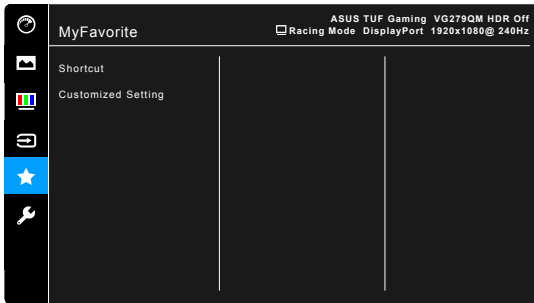 ASUS TUF Gaming VG279QM HDR Off
MyFavorite
Racing Mode DisplayPort 1920x1080@ 240Hz
Shortcut
Customized Setting